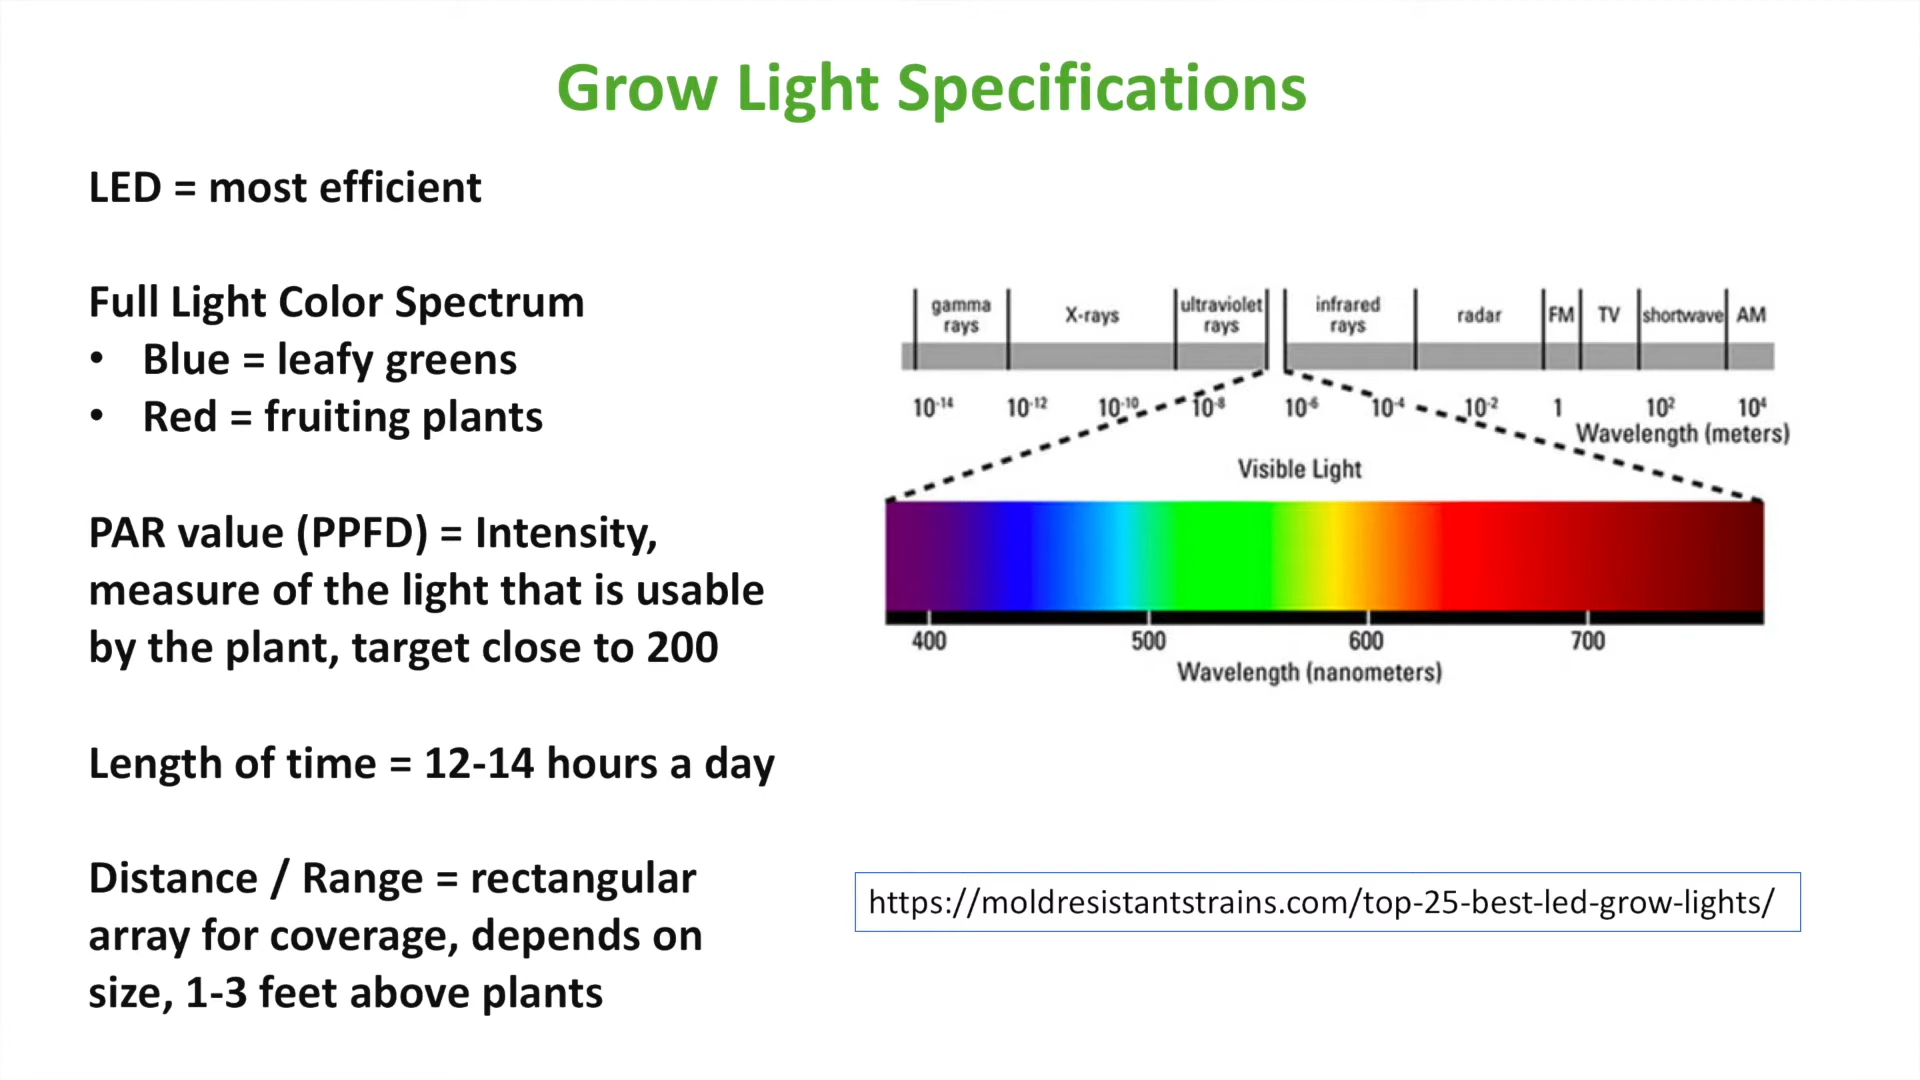 Grow Light Specifications
LED = most efficient
Full Light Color Spectrum
• Blue = leafy greens
• Red = fruiting plants
PAR value (PPFD) = Intensity,
measure of the light that is usable
by the plant, target close to 200
Length of time = 12-14 hours a day
Distance / Range = rectangular
array for coverage, depends on
size, 1-3 feet above plants
gamma rays X-rays ultraviolet rays infrared rays radar FM TV shortwave AM
10⁻¹⁴ 10⁻¹² 10⁻¹⁰ 10⁻⁸ 10⁻⁶ 10⁻⁴ 10⁻² 1 10² 10⁴
Wavelength (meters)
Visible Light
400 500 600 700
Wavelength (nanometers)
https://moldresistantstrains.com/top-25-best-led-grow-lights/